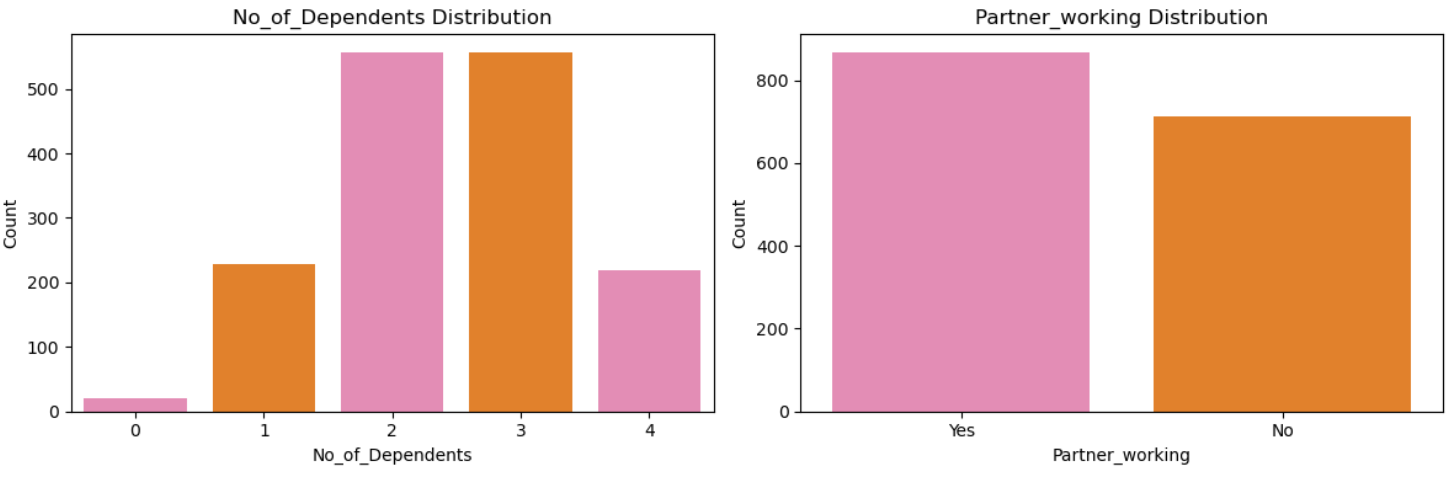 No_of_Dependents Distribution
Count
500
400
300
200
100
0
0 1 2 3 4
No_of_Dependents
Partner_working Distribution
Count
800
600
400
200
0
Yes No
Partner_working